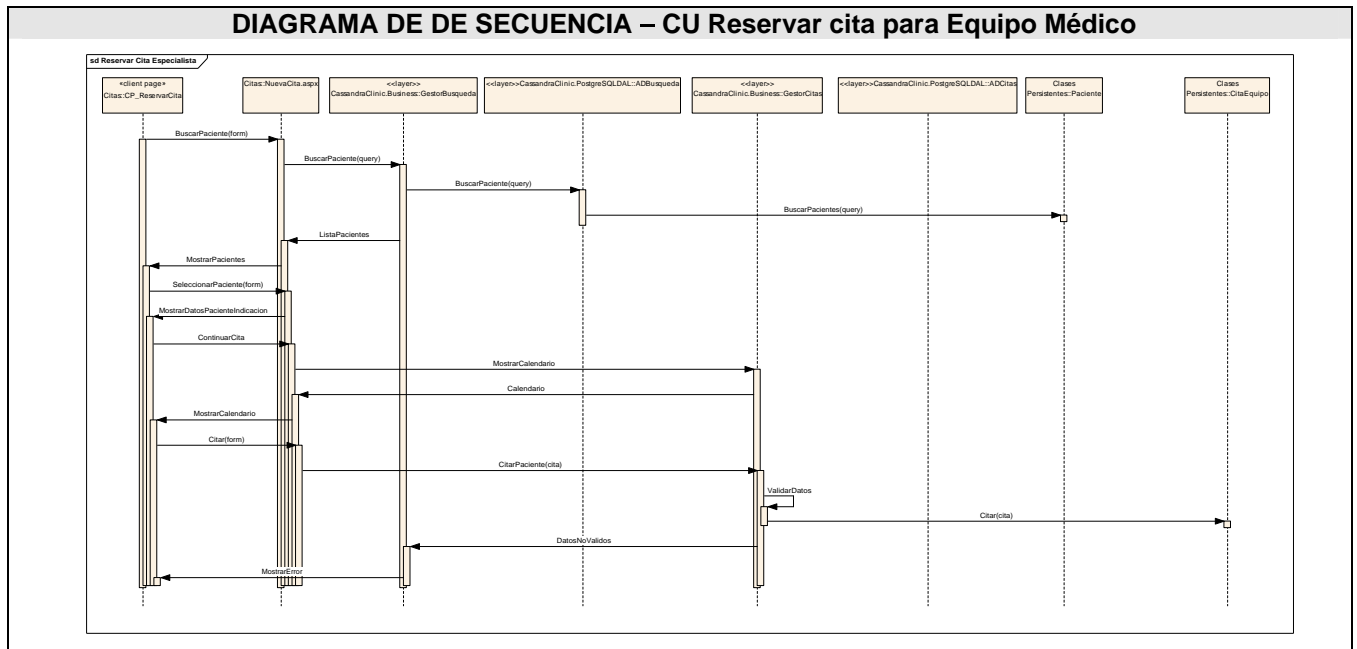 DIAGRAMA DE DE SECUENCIA – CU Reservar cita para Equipo Médico
sd Reservar Cita Especialista
«client page»
Citas::CP_ReservarCita
Citas::NuevaCita.aspx
<<layer>>
CassandraClinic.Business::GestorBusqueda
<<layer>>CassandraClinic.PostgreSQLDAL::ADBusqueda
<<layer>>
CassandraClinic.Business::GestorCitas
<<layer>>CassandraClinic.PostgreSQLDAL::ADCitas
Clases
Persistentes::Paciente
Clases
Persistentes::CitaEquipo
BuscarPaciente(form)
BuscarPaciente(query)
BuscarPaciente(query)
BuscarPacientes(query)
ListaPacientes
MostrarPacientes
SeleccionarPaciente(form)
MostrarDatosPacienteIndicacion
ContinuarCita
MostrarCalendario
Calendario
MostrarCalendario
Citar(form)
CitarPaciente(cita)
ValidarDatos
Citar(cita)
DatosNoValidos
MostrarError